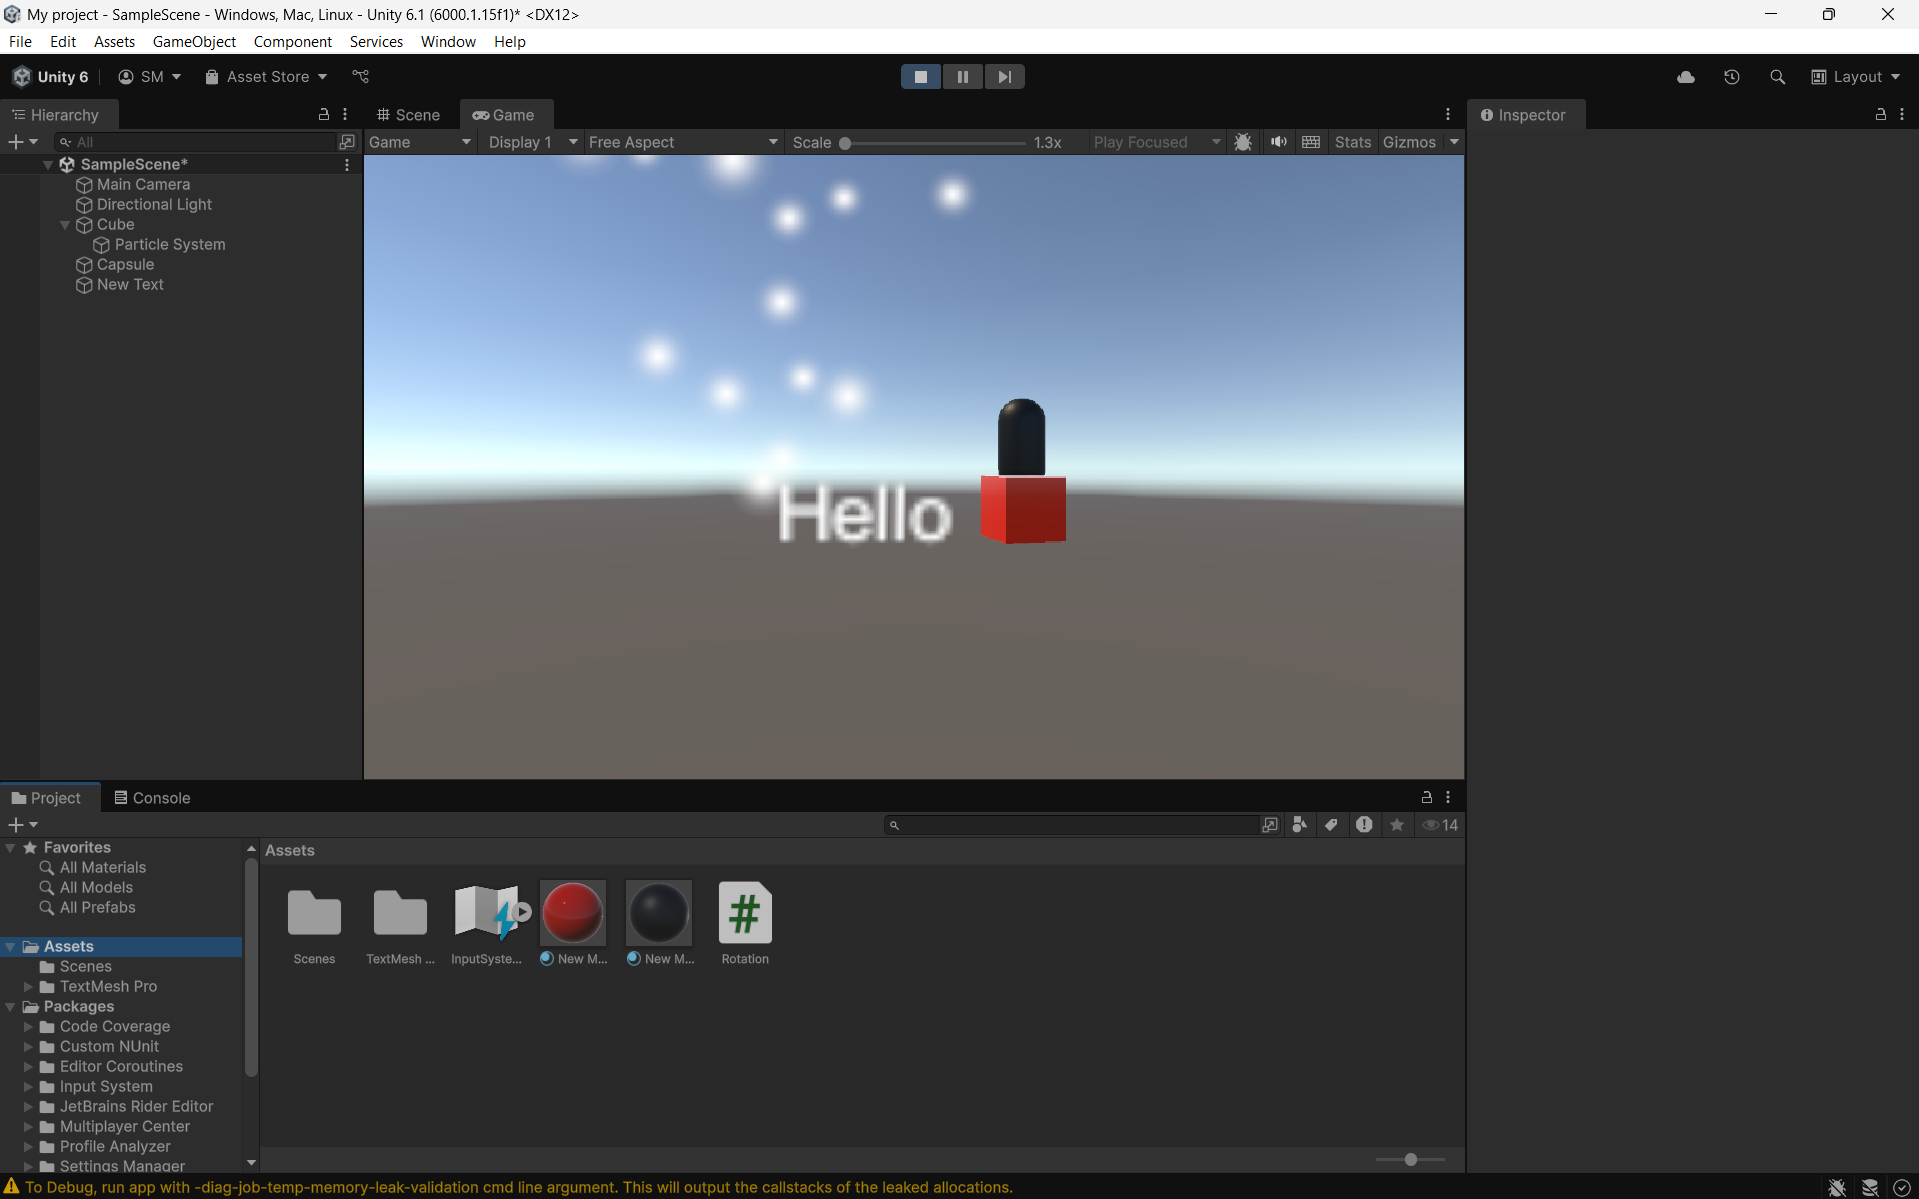 My project - SampleScene - Windows, Mac, Linux - Unity 6.1 (6000.1.15f1)* <DX12>
File Edit Assets GameObject Component Services Window Help
Unity 6 SM Asset Store Layout
Hierarchy Scene Game Inspector
All Game Display 1 Free Aspect Scale 1.3x Play Focused Stats Gizmos
SampleScene*
Main Camera
Directional Light
Cube
Particle System
Capsule
New Text
Hello
Project Console
14
Favorites
All Materials
All Models
All Prefabs
Assets
Scenes
TextMesh Pro
Packages
Code Coverage
Custom NUnit
Editor Coroutines
Input System
JetBrains Rider Editor
Multiplayer Center
Profile Analyzer
Settings Manager
Assets
Scenes TextMesh ... InputSyste... New M... New M... Rotation
To Debug, run app with -diag-job-temp-memory-leak-validation cmd line argument. This will output the callstacks of the leaked allocations.